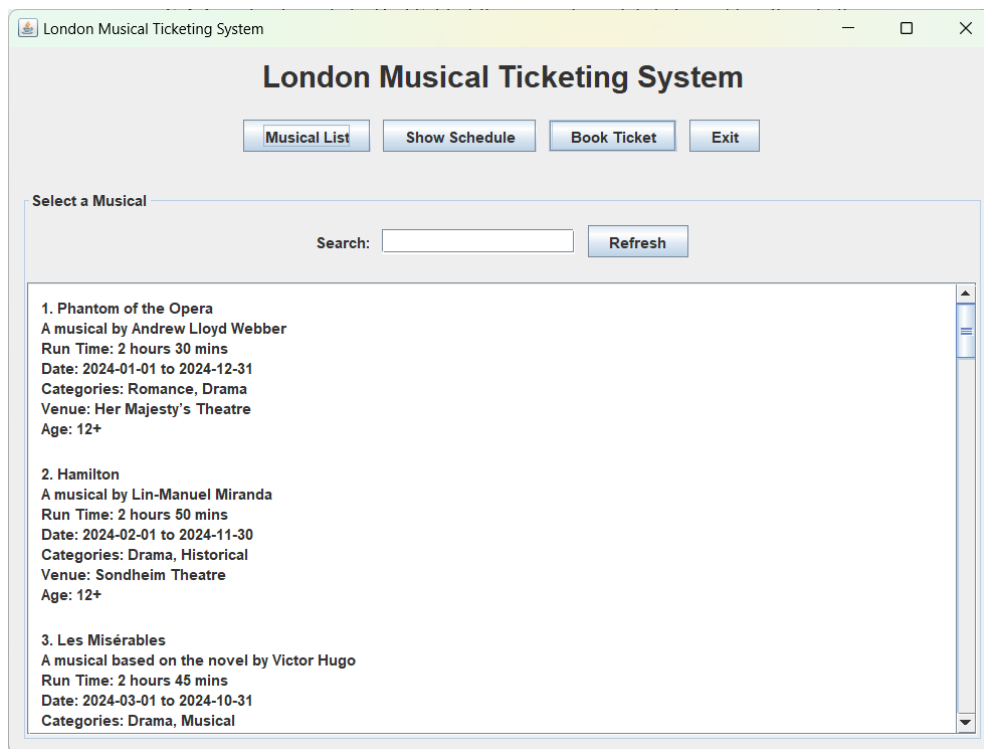 London Musical Ticketing System
London Musical Ticketing System
Musical List Show Schedule Book Ticket Exit
Select a Musical
Search: Refresh
1. Phantom of the Opera
A musical by Andrew Lloyd Webber
Run Time: 2 hours 30 mins
Date: 2024-01-01 to 2024-12-31
Categories: Romance, Drama
Venue: Her Majesty’s Theatre
Age: 12+
2. Hamilton
A musical by Lin-Manuel Miranda
Run Time: 2 hours 50 mins
Date: 2024-02-01 to 2024-11-30
Categories: Drama, Historical
Venue: Sondheim Theatre
Age: 12+
3. Les Misérables
A musical based on the novel by Victor Hugo
Run Time: 2 hours 45 mins
Date: 2024-03-01 to 2024-10-31
Categories: Drama, Musical